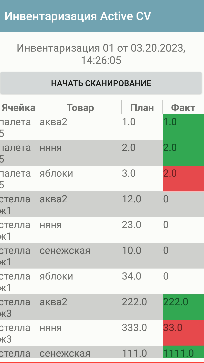 Инвентаризация Active CV
Инвентаризация 01 от 03.20.2023,
14:26:05
НАЧАТЬ СКАНИРОВАНИЕ
Ячейка Товар План Факт
палета аква2 1.0 1.0
5
палета няня 2.0 2.0
5
палета яблоки 3.0 2.0
5
стелла аква2 12.0 0
ж1
стелла няня 23.0 0
ж1
стелла сенежская 10.0 0
ж1
стелла яблоки 34.0 0
ж1
стелла аква2 222.0 222.0
ж3
стелла няня 333.0 33.0
ж3
стелла сенежская 111.0 1111.0